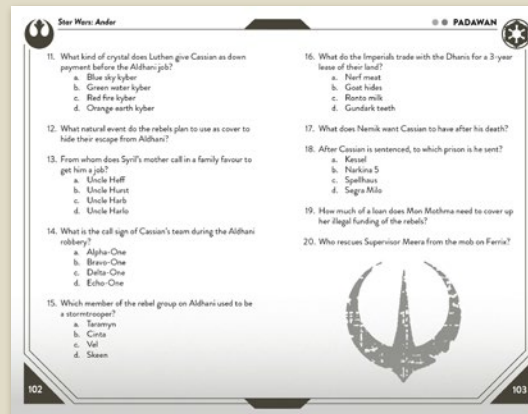 Star Wars: Andor
11. What kind of crystal does Luthen give Cassian as down
payment before the Aldhani job?
a. Blue sky kyber
b. Green water kyber
c. Red fire kyber
d. Orange earth kyber
12. What natural event do the rebels plan to use as cover to
hide their escape from Aldhani?
13. From whom does Syril's mother call in a family favour to
get him a job?
a. Uncle Heff
b. Uncle Hurst
c. Uncle Harb
d. Uncle Harlo
14. What is the call sign of Cassian's team during the Aldhani
robbery?
a. Alpha-One
b. Bravo-One
c. Delta-One
d. Echo-One
15. Which member of the rebel group on Aldhani used to be
a stormtrooper?
a. Taramyn
b. Cinta
c. Vel
d. Skeen
102
PADAWAN
16. What do the Imperials trade with the Dhanis for a 3-year
lease of their land?
a. Nerf meat
b. Goat hides
c. Ronto milk
d. Gundark teeth
17. What does Nemik want Cassian to have after his death?
18. After Cassian is sentenced, to which prison is he sent?
a. Kessel
b. Narkina 5
c. Spellhaus
d. Segra Milo
19. How much of a loan does Mon Mothma need to cover up
her illegal funding of the rebels?
20. Who rescues Supervisor Meera from the mob on Ferrix?
103